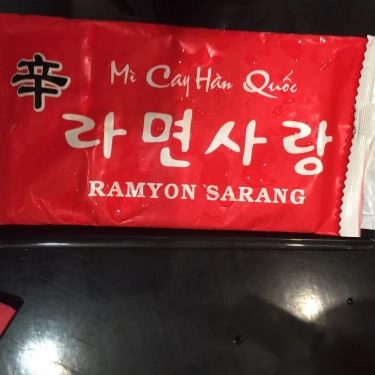 辛
Mì Cay Hàn Quốc
라면사랑
RAMYON SARANG